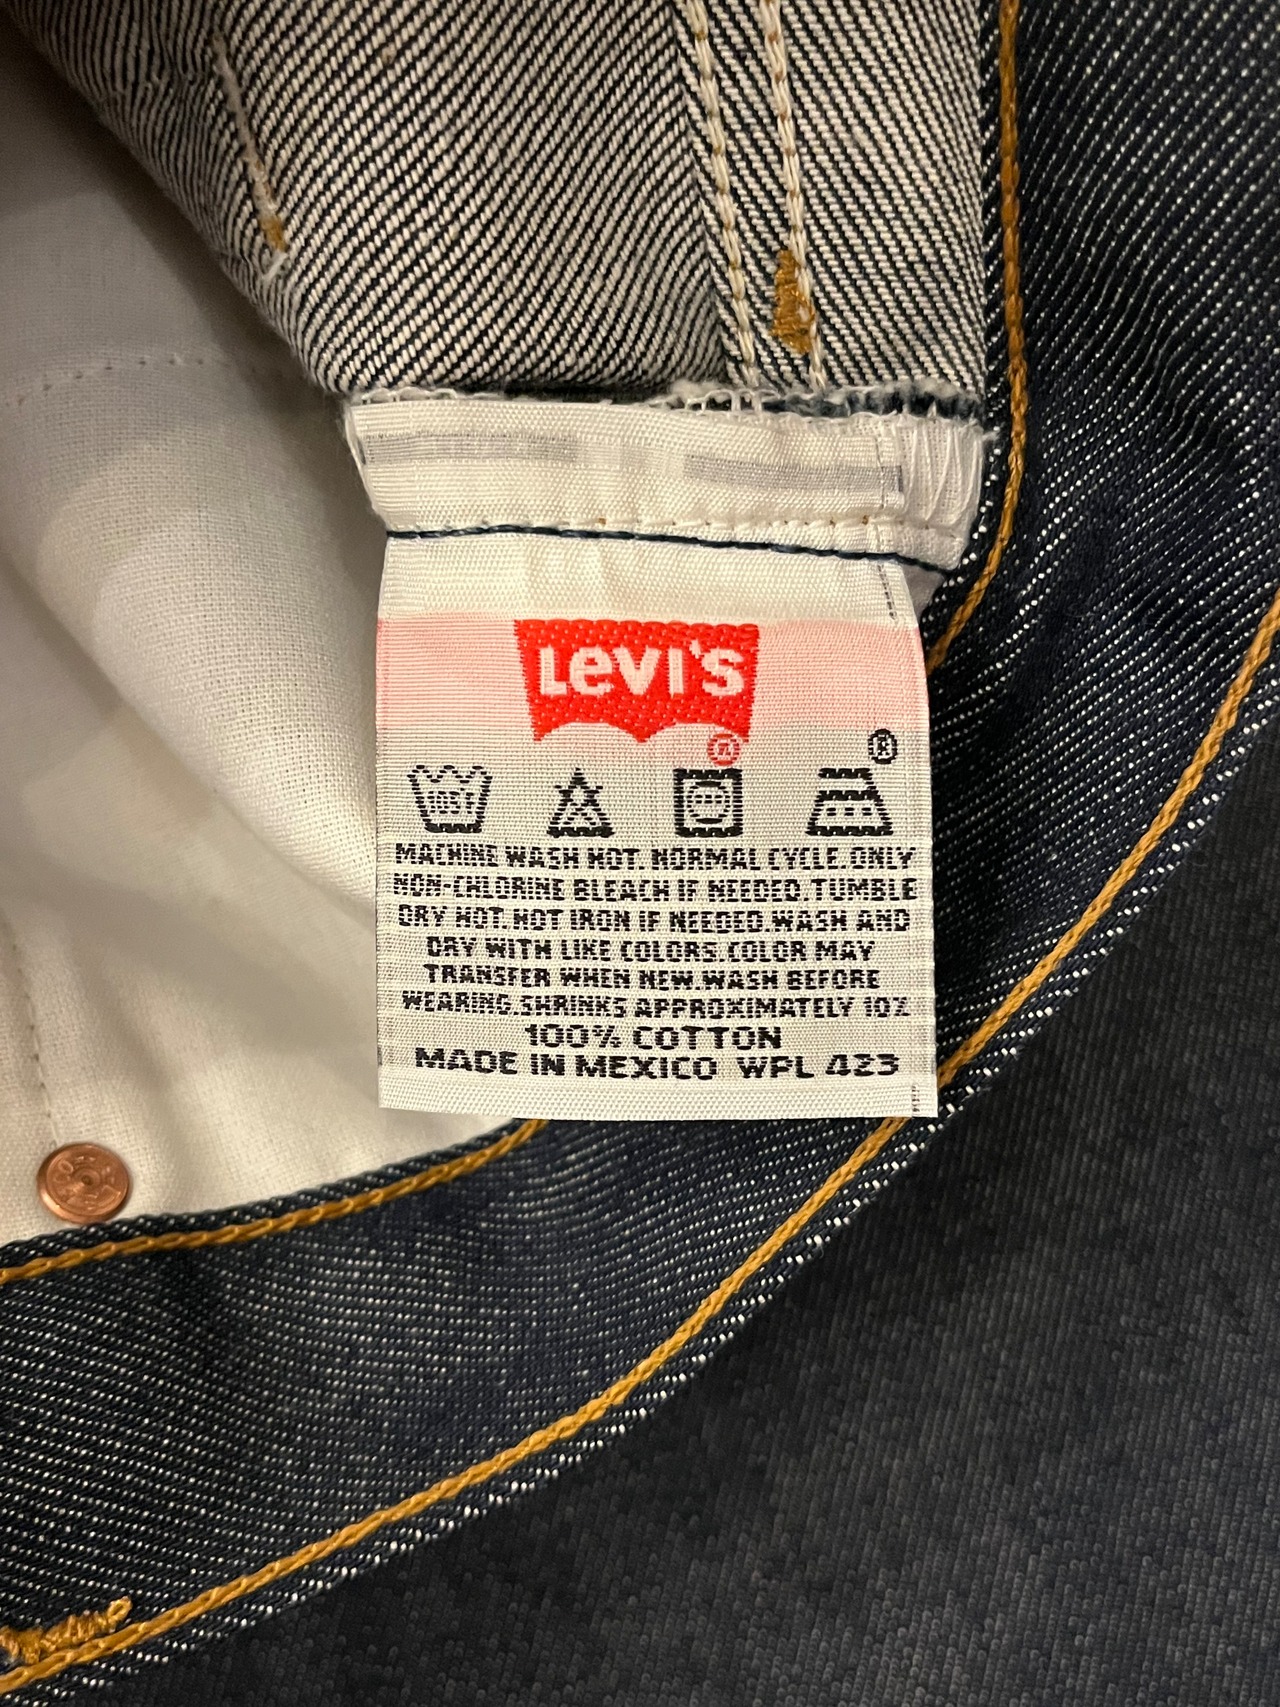 LEVI'S
®
®
MACHINE WASH HOT. NORMAL CYCLE. ONLY
NON-CHLORINE BLEACH IF NEEDED. TUMBLE
DRY HOT. HOT IRON IF NEEDED. WASH AND
DRY WITH LIKE COLORS. COLOR MAY
TRANSFER WHEN NEW. WASH BEFORE
WEARING. SHRINKS APPROXIMATELY 10%
100% COTTON
MADE IN MEXICO WPL 423